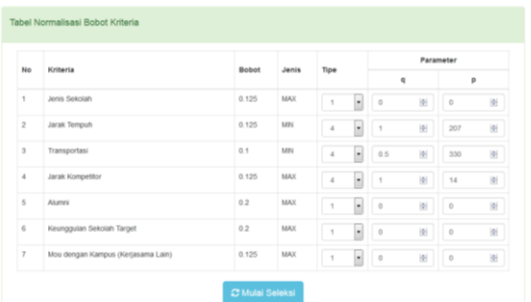 Tabel Normalisasi Bobot Kriteria
No Kriteria Bobot Jenis Tipe Parameter
q p
1 Jenis Sekolah 0.125 MAX 1 0 0
2 Jarak Tempuh 0.125 MIN 4 1 207
3 Transportasi 0.1 MIN 4 0.5 330
4 Jarak Kompetitor 0.125 MAX 4 1 14
5 Alumni 0.2 MAX 1 0 0
6 Keunggulan Sekolah Target 0.2 MAX 1 0 0
7 Mou dengan Kampus (Kerjasama Lain) 0.125 MAX 1 0 0
Mulai Seleksi